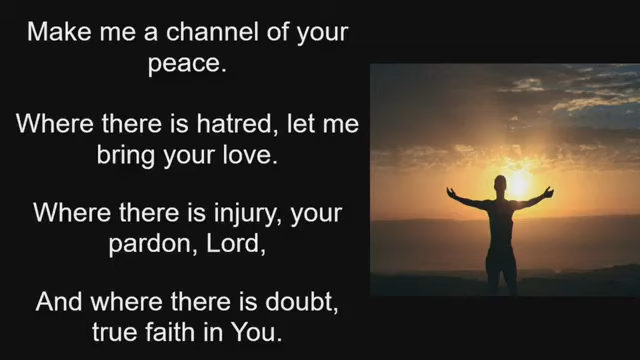 Make me a channel of your
peace.
Where there is hatred, let me
bring your love.
Where there is injury, your
pardon, Lord,
And where there is doubt,
true faith in You.